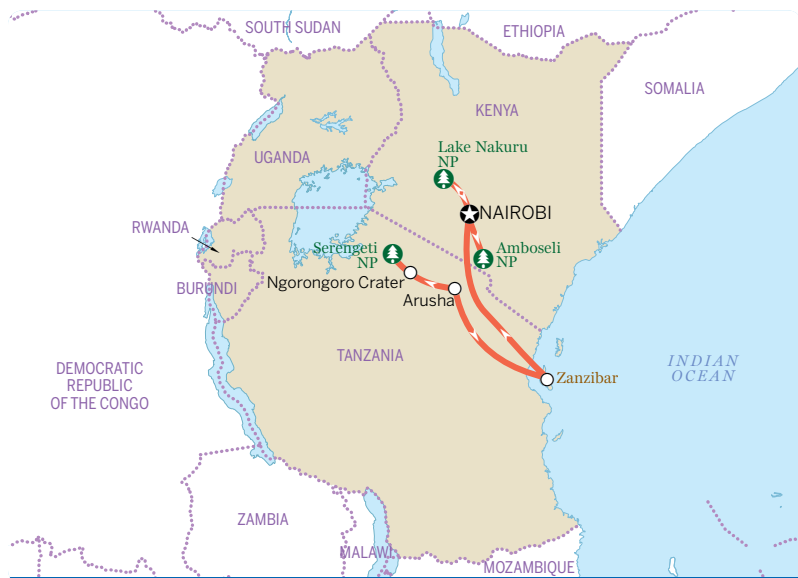 SOUTH SUDAN
ETHIOPIA
SOMALIA
KENYA
UGANDA
Lake Nakuru
NP
NAIROBI
RWANDA
Serengeti
NP
Amboseli
NP
Ngorongoro Crater
BURUNDI
Arusha
TANZANIA
DEMOCRATIC
REPUBLIC
OF THE CONGO
INDIAN
OCEAN
Zanzibar
ZAMBIA
MALAWI
MOZAMBIQUE